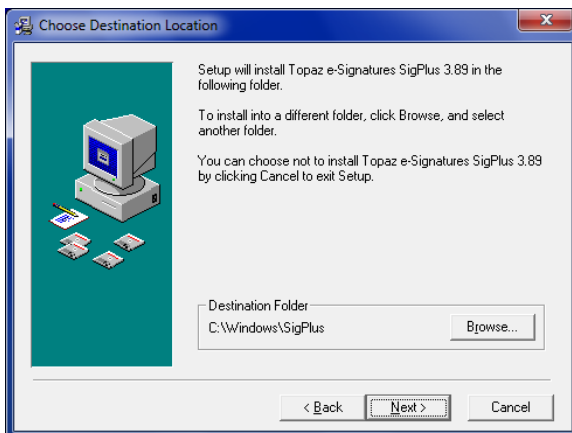 Choose Destination Location
Setup will install Topaz e-Signatures SigPlus 3.89 in the
following folder.
To install into a different folder, click Browse, and select
another folder.
You can choose not to install Topaz e-Signatures SigPlus 3.89
by clicking Cancel to exit Setup.
Destination Folder
C:\Windows\SigPlus
Browse...
< Back
Next >
Cancel